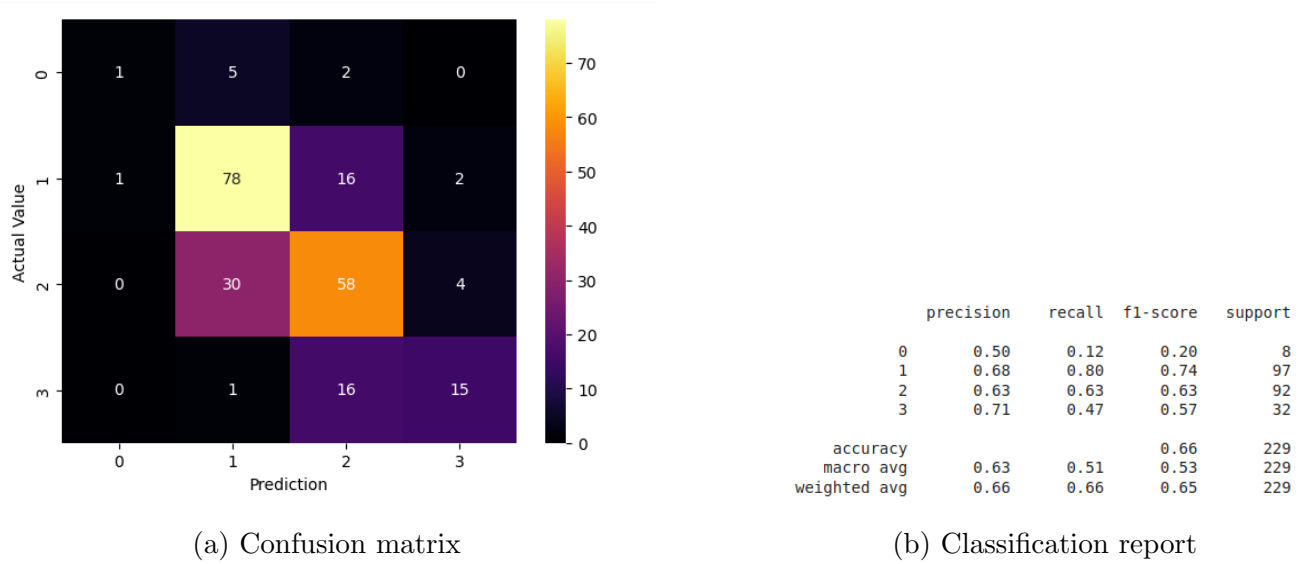 0 1 5 2 0
1 1 78 16 2
2 0 30 58 4
3 0 1 16 15
0 1 2 3
Prediction
Actual Value
70
60
50
40
30
20
10
0
(a) Confusion matrix
precision recall f1-score support
0 0.50 0.12 0.20 8
1 0.68 0.80 0.74 97
2 0.63 0.63 0.63 92
3 0.71 0.47 0.57 32
accuracy 0.66 229
macro avg 0.63 0.51 0.53 229
weighted avg 0.66 0.66 0.65 229
(b) Classification report